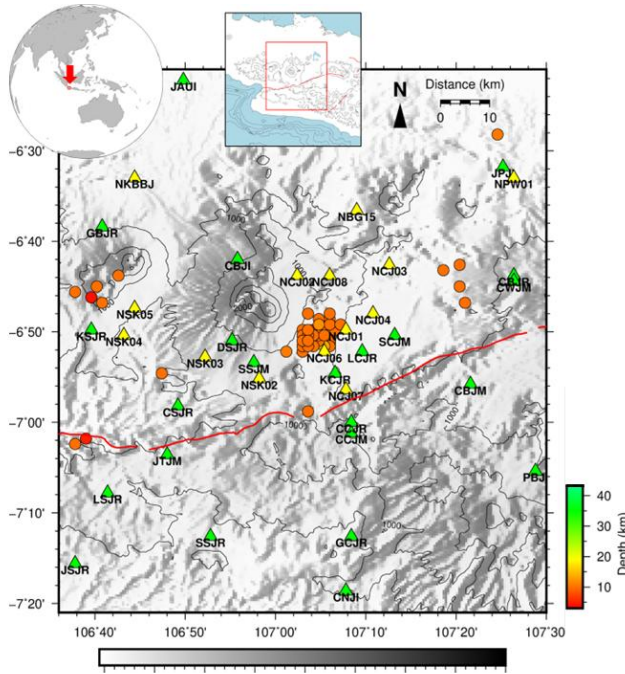 JAUI
N
Distance (km)
0 10
−6°30'
JPJ
NKBBJ
NPW01
NBG15
−6°40'
GBJR
1000
1000
CBJI
NCJ03
NCJ02
NCJ08
CWJM
2000
NSK05
NCJ04
−6°50'
KSJR
NSK04
NCJ01
SCJM
DSJR
NCJ06
LCJR
NSK03
SSJM
KCJR
NSK02
CBJM
NCJ07
CSJR
−7°00'
CGJR
CCJM
1000
1000
JTJM
PBJ
−7°10'
LSJR
1000
SSJR
GCJR
JSJR
CNJI
−7°20'
106°40' 106°50' 107°00' 107°10' 107°20' 107°30'
40
30
20
10
Depth (km)